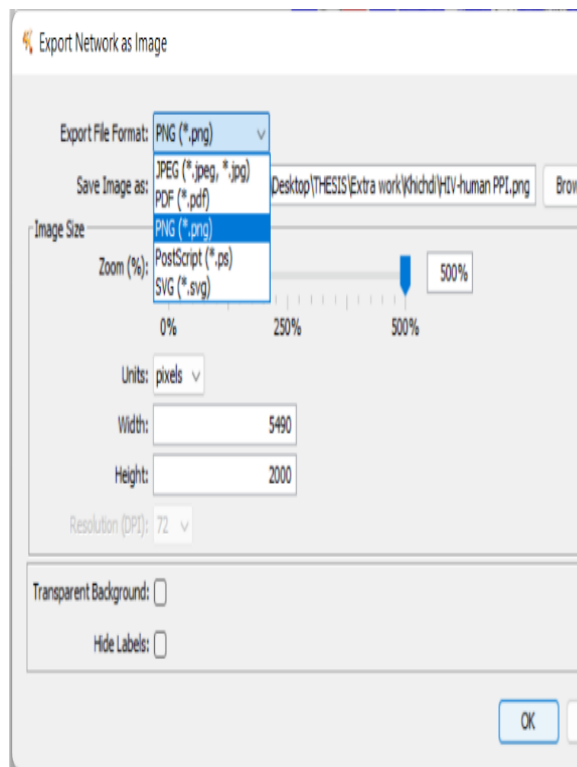 Export Network as Image
Export File Format: PNG (*.png)
JPEG (*.jpeg, *.jpg)
Save Image as: Desktop\THESIS\Extra work\Khichdi\HIV-human PPI.png Brow
PDF (*.pdf)
Image Size
PNG (*.png)
Zoom (%): 500%
PostScript (*.ps)
SVG (*.svg)
0% 250% 500%
Units: pixels
Width: 5490
Height: 2000
Resolution (DPI): 72
Transparent Background:
Hide Labels:
OK